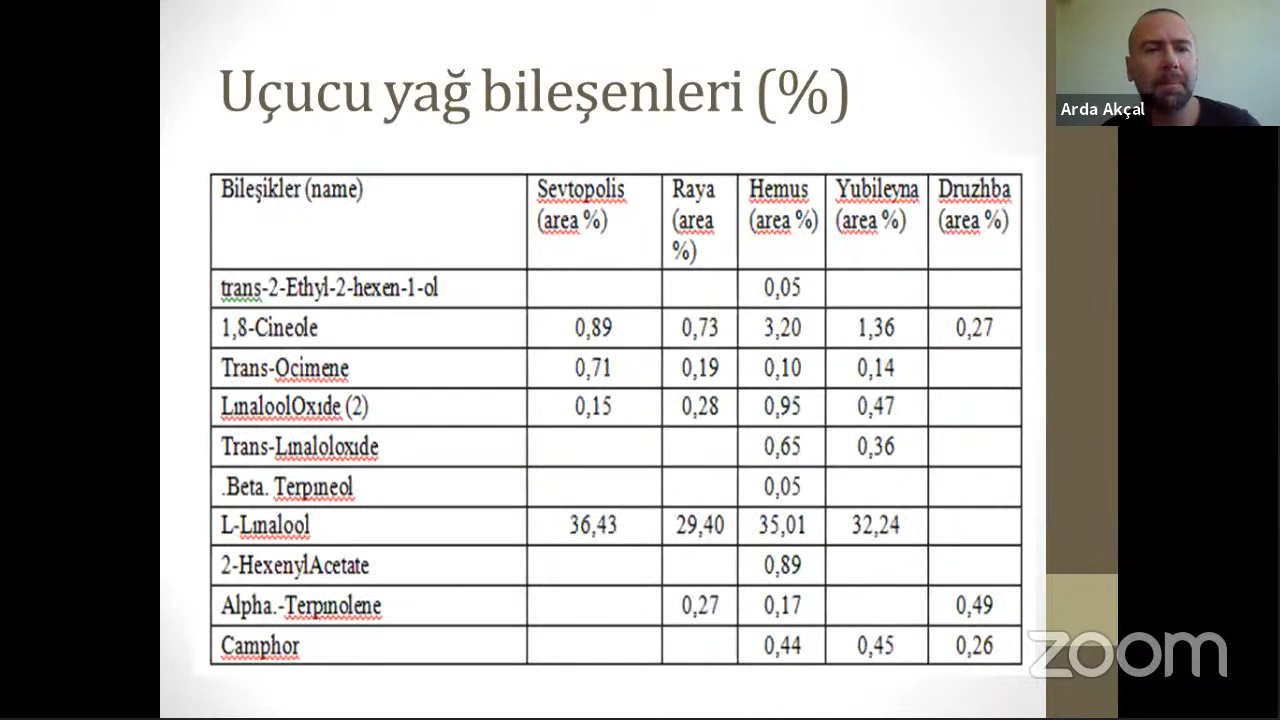 Uçucu yağ bileşenleri (%)
Arda Akçal
Bileşikler (name) Sevtopolis (area %) Raya (area %) Hemus (area %) Yubileyna (area %) Druzhba (area %)
trans-2-Ethyl-2-hexen-1-ol 0,05
1,8-Cineole 0,89 0,73 3,20 1,36 0,27
Trans-Ocimene 0,71 0,19 0,10 0,14
LınaloolOxıde (2) 0,15 0,28 0,95 0,47
Trans-Lınaloloxıde 0,65 0,36
.Beta. Terpıneol 0,05
L-Lınalool 36,43 29,40 35,01 32,24
2-HexenylAcetate 0,89
Alpha.-Terpınolene 0,27 0,17 0,49
Camphor 0,44 0,45 0,26
zoom